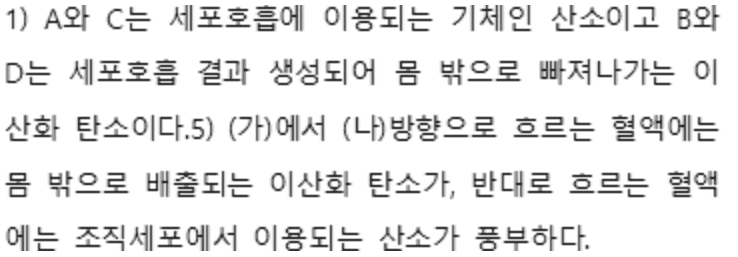 1) A와 C는 세포호흡에 이용되는 기체인 산소이고 B와
D는 세포호흡 결과 생성되어 몸 밖으로 빠져나가는 이
산화 탄소이다.5) (가)에서 (나)방향으로 흐르는 혈액에는
몸 밖으로 배출되는 이산화 탄소가, 반대로 흐르는 혈액
에는 조직세포에서 이용되는 산소가 풍부하다.